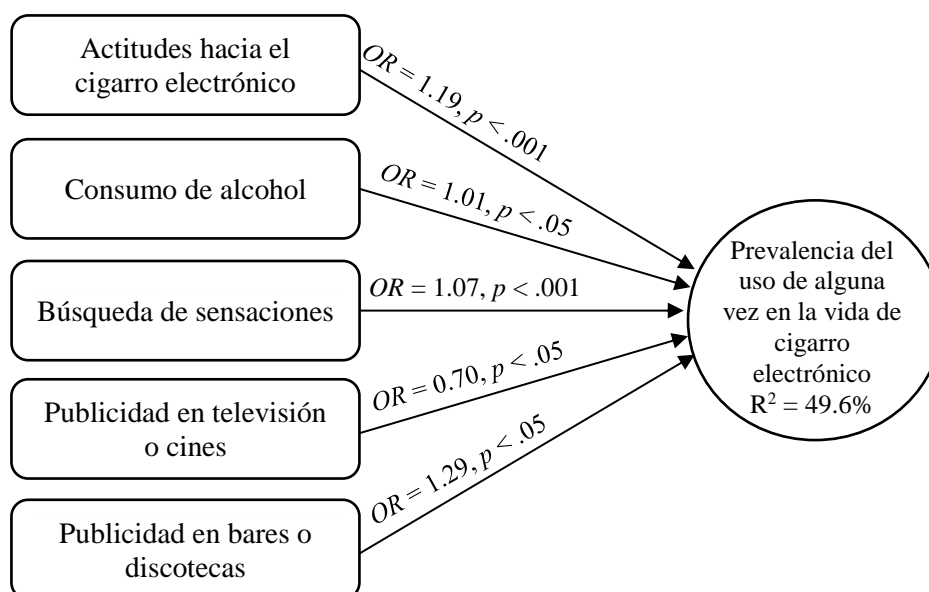 Actitudes hacia el
cigarro electrónico
OR = 1.19, p < .001
Consumo de alcohol
OR = 1.01, p < .05
Búsqueda de sensaciones
OR = 1.07, p < .001
Publicidad en televisión
o cines
OR = 0.70, p < .05
Publicidad en bares o
discotecas
OR = 1.29, p < .05
Prevalencia del
uso de alguna
vez en la vida de
cigarro
electrónico
R² = 49.6%